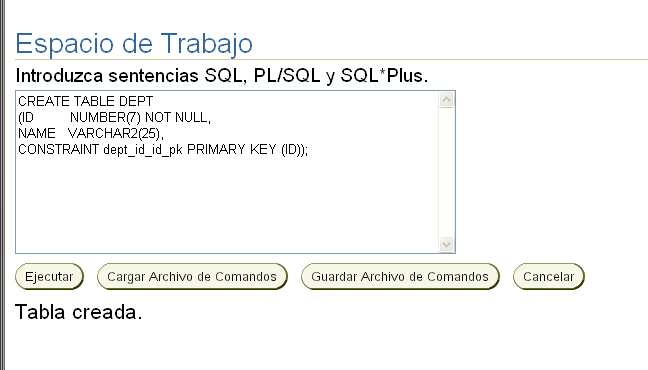 Espacio de Trabajo
Introduzca sentencias SQL, PL/SQL y SQL*Plus.
CREATE TABLE DEPT
(ID NUMBER(7) NOT NULL,
NAME VARCHAR2(25),
CONSTRAINT dept_id_id_pk PRIMARY KEY (ID));
Ejecutar Cargar Archivo de Comandos Guardar Archivo de Comandos Cancelar
Tabla creada.